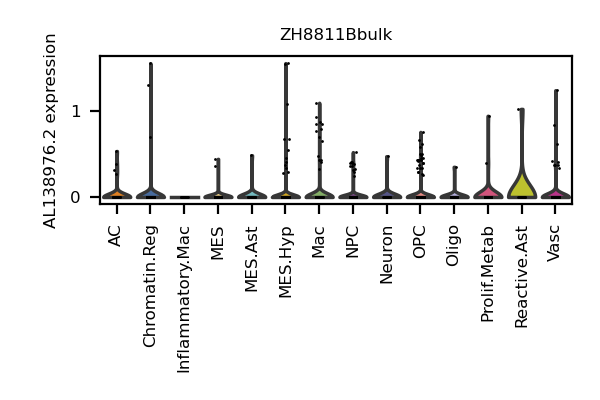 ZH8811Bbulk
AL138976.2 expression
1
0
AC
Chromatin.Reg
Inflammatory.Mac
MES
MES.Ast
MES.Hyp
Mac
NPC
Neuron
OPC
Oligo
Prolif.Metab
Reactive.Ast
Vasc